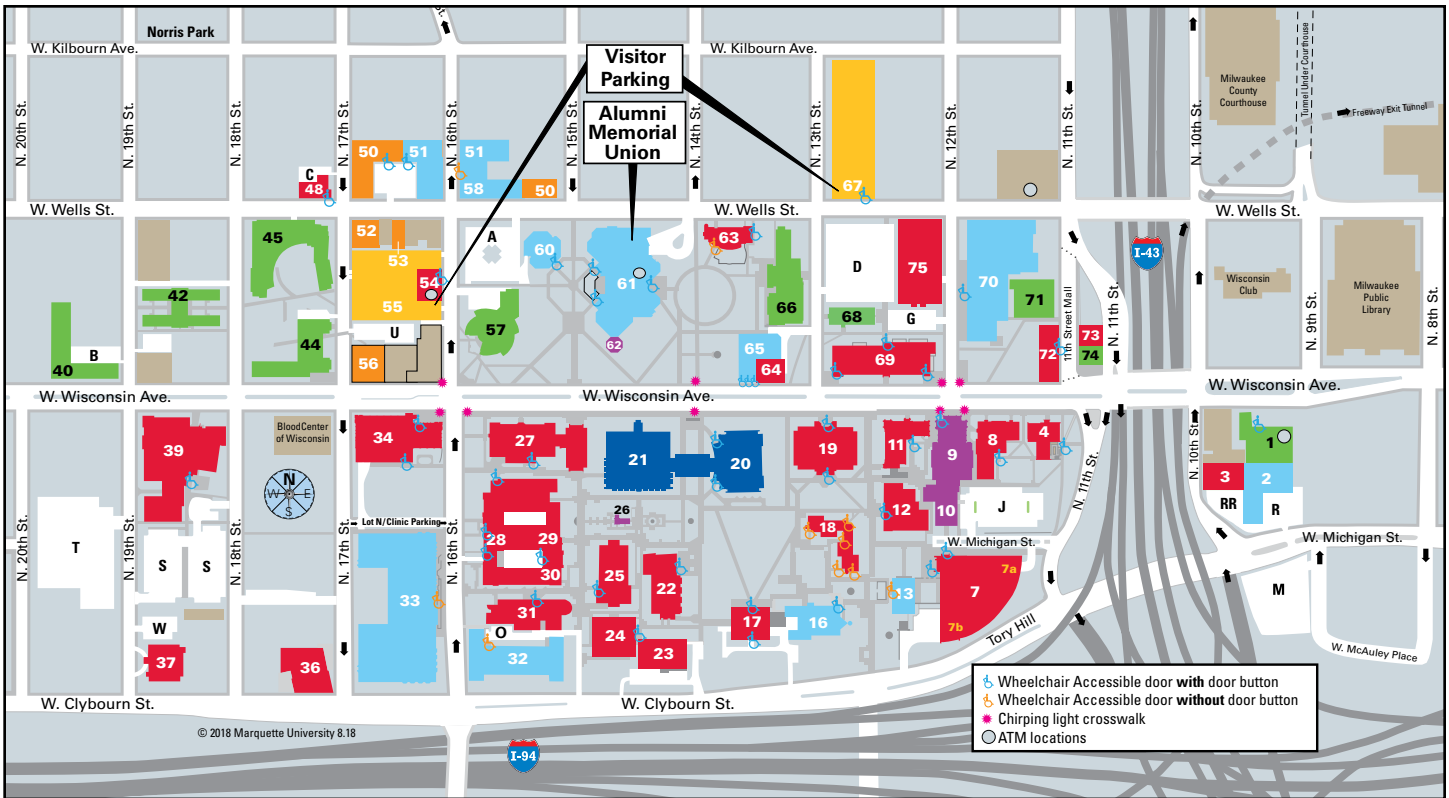 Norris Park
St.
W. Kilbourn Ave.
W. Kilbourn Ave.
Visitor
Parking
Alumni
Memorial
Union
Milwaukee
County
Courthouse
Tunnel Under Courthouse
Freeway Exit Tunnel
N. 20th St.
N. 19th St.
N. 18th St.
N. 17th St.
N. 16th St.
N. 15th St.
N. 14th St.
N. 13th St.
N. 12th St.
N. 11th St.
N. 10th St.
50
51
51
C
48
58
50
67
W. Wells St.
W. Wells St.
W. Wells St.
45
52
53
54
55
A
60
61
62
63
66
D
75
70
71
I-43
Wisconsin
Club
Milwaukee
Public
Library
N. 9th St.
N. 8th St.
42
57
68
G
11th Street Mall
N. 11th St.
B
40
44
U
56
65
64
69
72
73
74
W. Wisconsin Ave.
W. Wisconsin Ave.
W. Wisconsin Ave.
39
BloodCenter
of Wisconsin
34
27
21
20
19
11
9
8
4
N. 11th St.
N. 10th St.
1
3
2
RR
R
N
W
E
S
Lot N/Clinic Parking
28
29
30
26
18
12
10
J
W. Michigan St.
W. Michigan St.
N. 20th St.
N. 19th St.
N. 18th St.
N. 17th St.
N. 16th St.
T
S
S
33
25
22
7a
7
7b
13
M
W
31
O
24
17
16
Tory Hill
37
36
32
23
W. McAuley Place
W. Clybourn St.
W. Clybourn St.
Wheelchair Accessible door with door button
Wheelchair Accessible door without door button
Chirping light crosswalk
ATM locations
© 2018 Marquette University 8.18
I-94